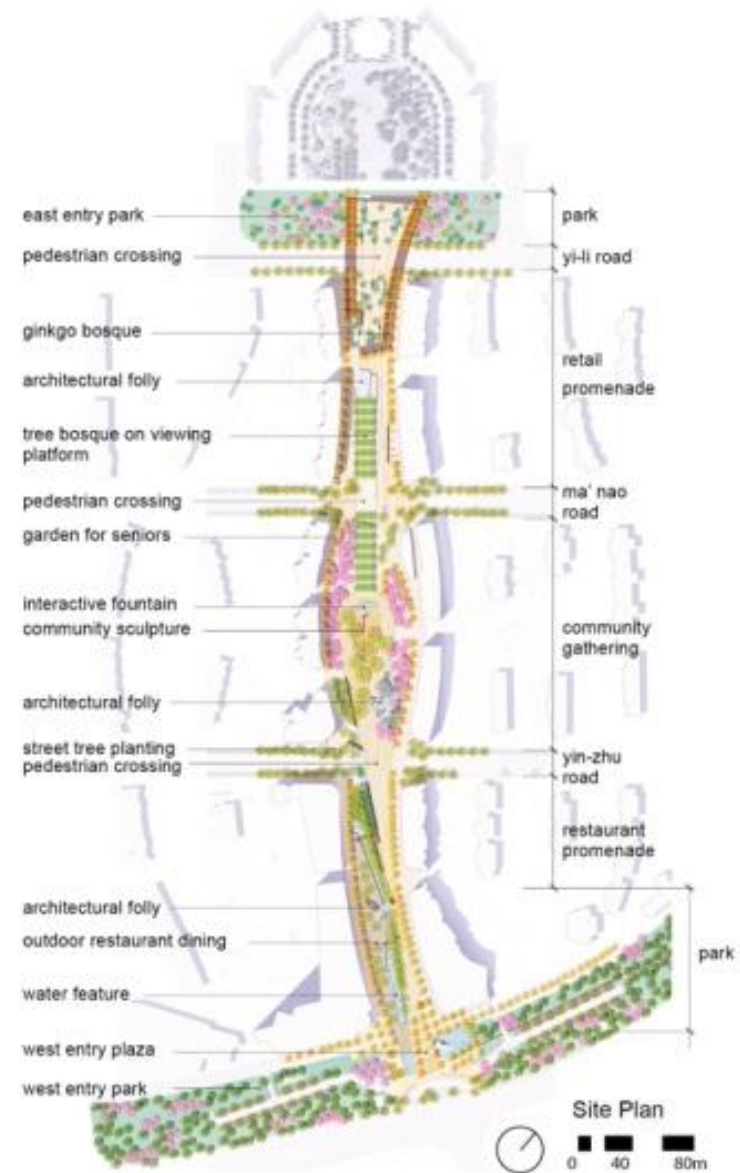 east entry park
park
pedestrian crossing
yi-li road
ginkgo bosque
retail
promenade
architectural folly
tree bosque on viewing
platform
pedestrian crossing
ma' nao
road
garden for seniors
interactive fountain
community sculpture
community
gathering
architectural folly
street tree planting
pedestrian crossing
yin-zhu
road
restaurant
promenade
architectural folly
outdoor restaurant dining
park
water feature
west entry plaza
west entry park
Site Plan
0 40 80m